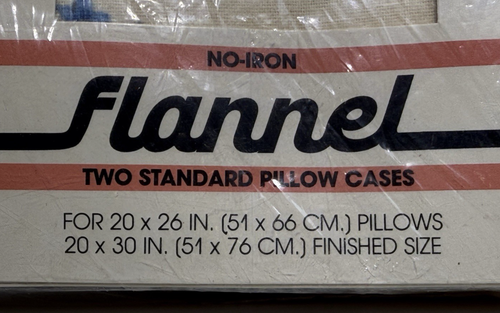 NO-IRON
flannel
TWO STANDARD PILLOW CASES
FOR 20 x 26 IN. (51 x 66 CM.) PILLOWS
20 x 30 IN. (51 x 76 CM.) FINISHED SIZE